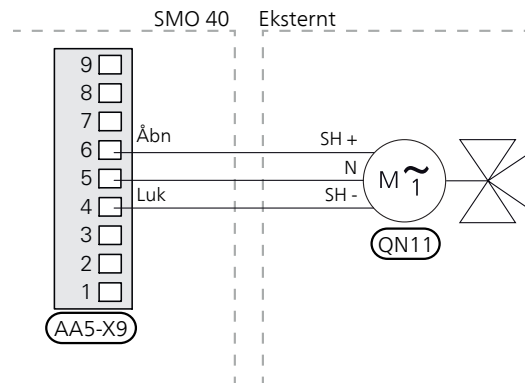 SMO 40
Eksternt
9
8
7
6
5
4
3
2
1
Åbn
Luk
SH +
N
SH -
M ~
1
QN11
AA5-X9